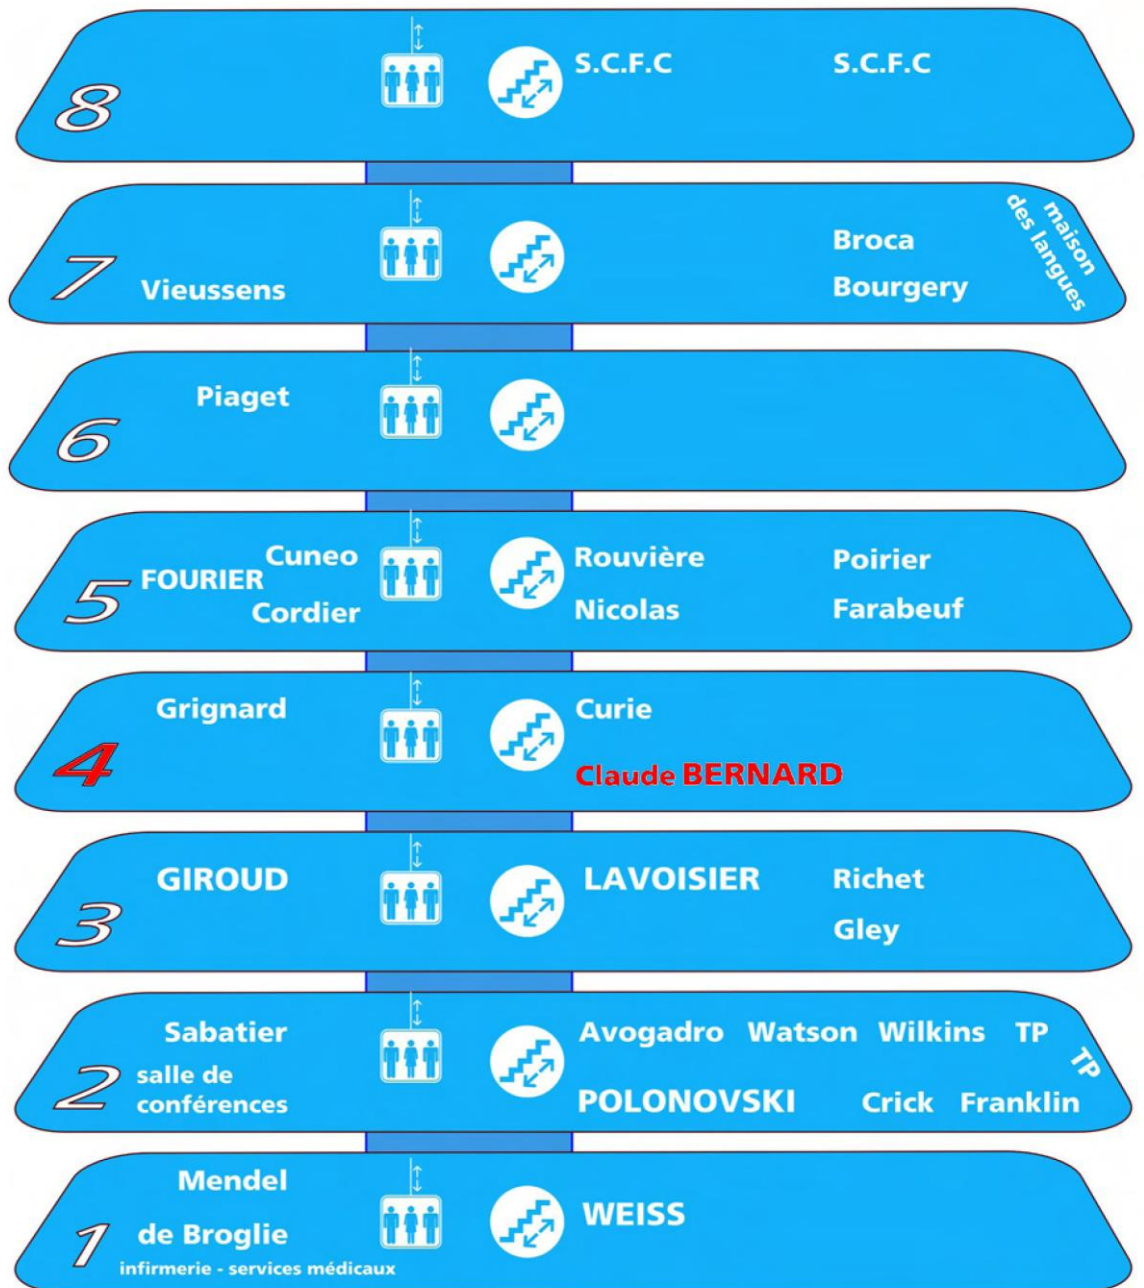 8
S.C.F.C S.C.F.C
7
Vieussens
Broca
Bourgery
maison
des langues
6
Piaget
5
FOURIER
Cuneo
Cordier
Rouvière
Nicolas
Poirier
Farabeuf
4
Grignard
Curie
Claude BERNARD
3
GIROUD
LAVOISIER
Richet
Gley
2
Sabatier
salle de
conférences
Avogadro Watson Wilkins TP
TP
POLONOVSKI Crick Franklin
1
Mendel
de Broglie
infirmerie - services médicaux
WEISS